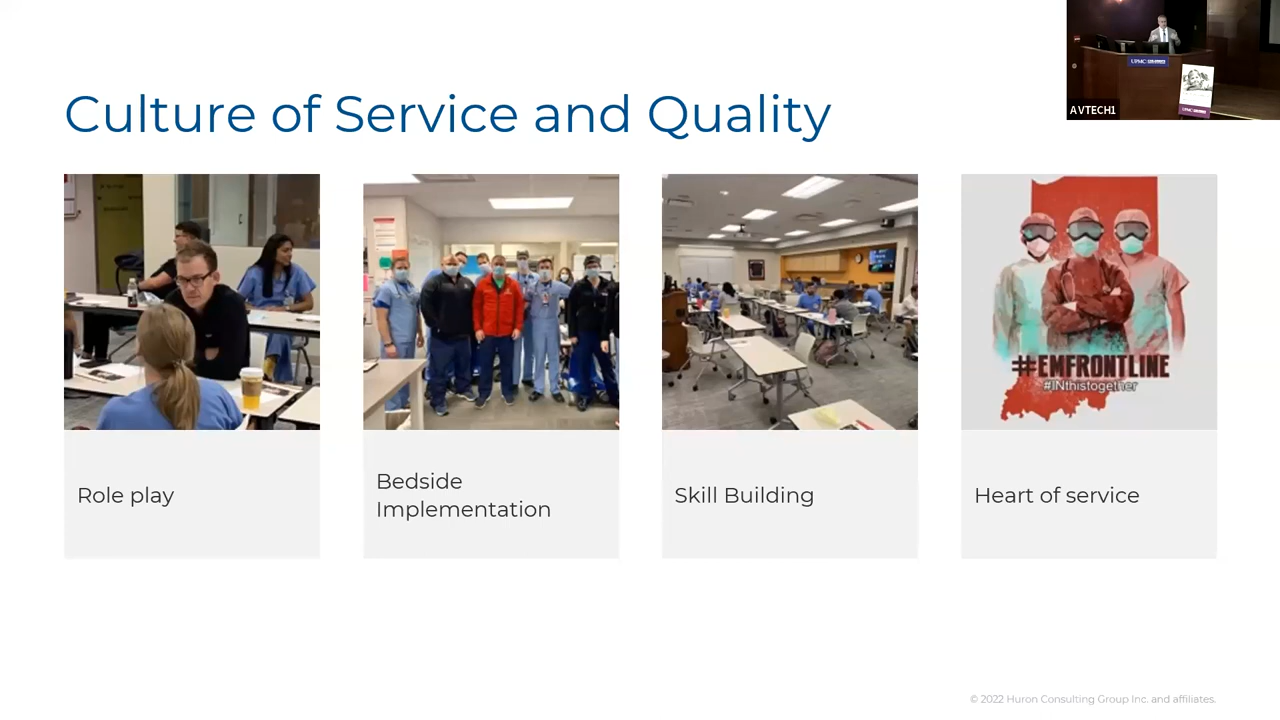 Culture of Service and Quality
UPMC
AVTECH1
#EMFRONTLINE
#INthistogether
Role play
Bedside
Implementation
Skill Building
Heart of service
© 2022 Huron Consulting Group Inc. and affiliates.